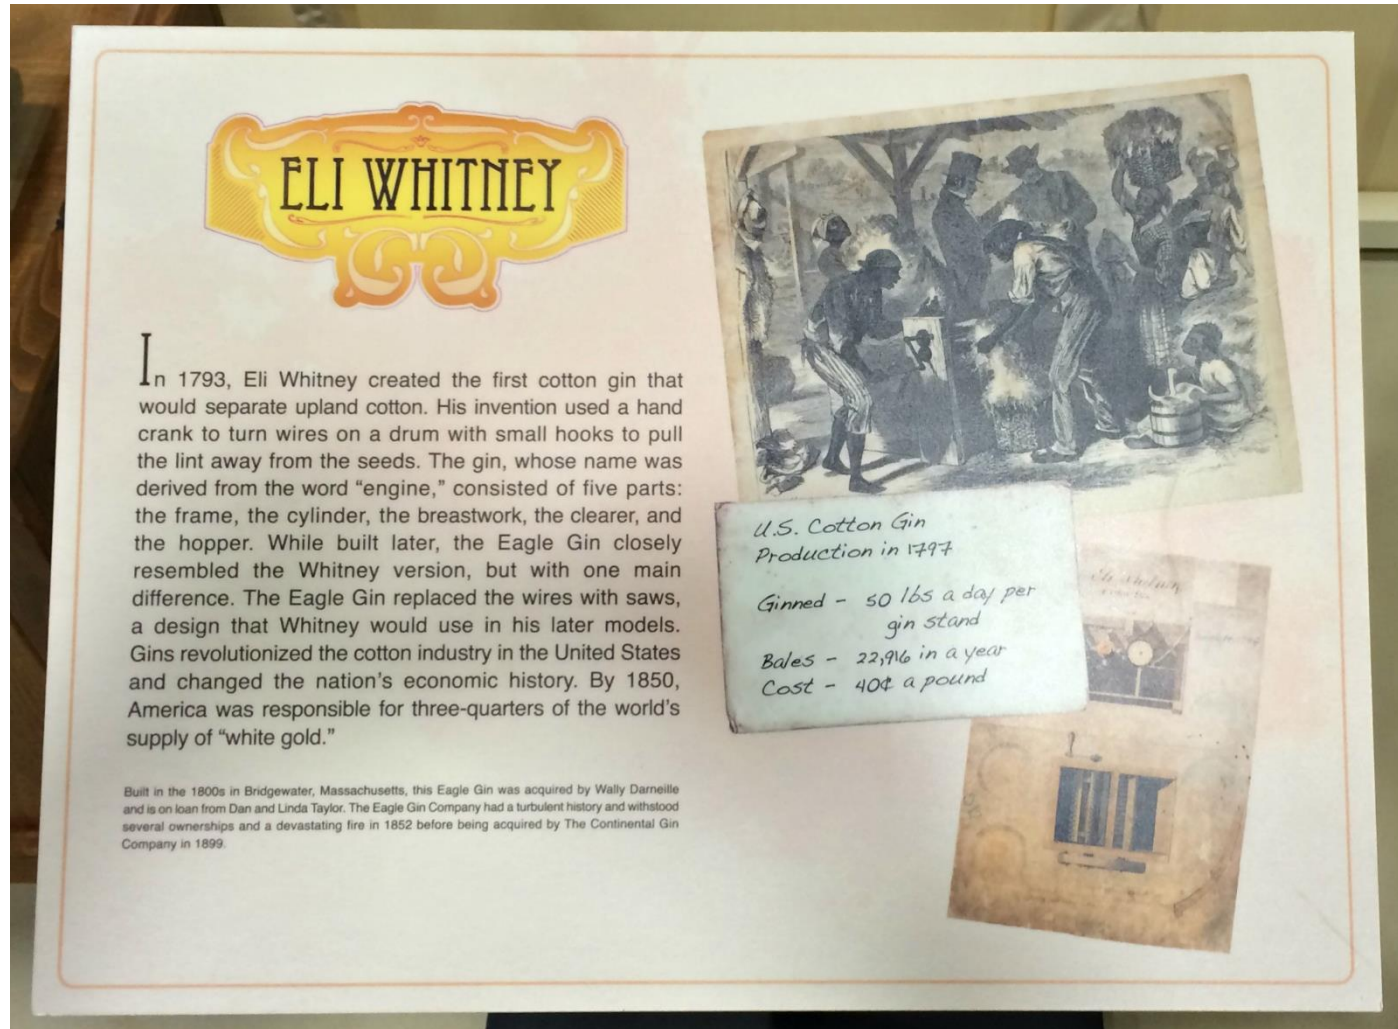 ELI WHITNEY
In 1793, Eli Whitney created the first cotton gin that
would separate upland cotton. His invention used a hand
crank to turn wires on a drum with small hooks to pull
the lint away from the seeds. The gin, whose name was
derived from the word “engine,” consisted of five parts:
the frame, the cylinder, the breastwork, the clearer, and
the hopper. While built later, the Eagle Gin closely
resembled the Whitney version, but with one main
difference. The Eagle Gin replaced the wires with saws,
a design that Whitney would use in his later models.
Gins revolutionized the cotton industry in the United States
and changed the nation’s economic history. By 1850,
America was responsible for three-quarters of the world’s
supply of “white gold.”
Built in the 1800s in Bridgewater, Massachusetts, this Eagle Gin was acquired by Wally Darneille
and is on loan from Dan and Linda Taylor. The Eagle Gin Company had a turbulent history and withstood
several ownerships and a devastating fire in 1852 before being acquired by The Continental Gin
Company in 1899.
U.S. Cotton Gin
Production in 1797
Ginned - 50 lbs a day per
gin stand
Bales - 22,916 in a year
Cost - 40¢ a pound
Eli Whitney